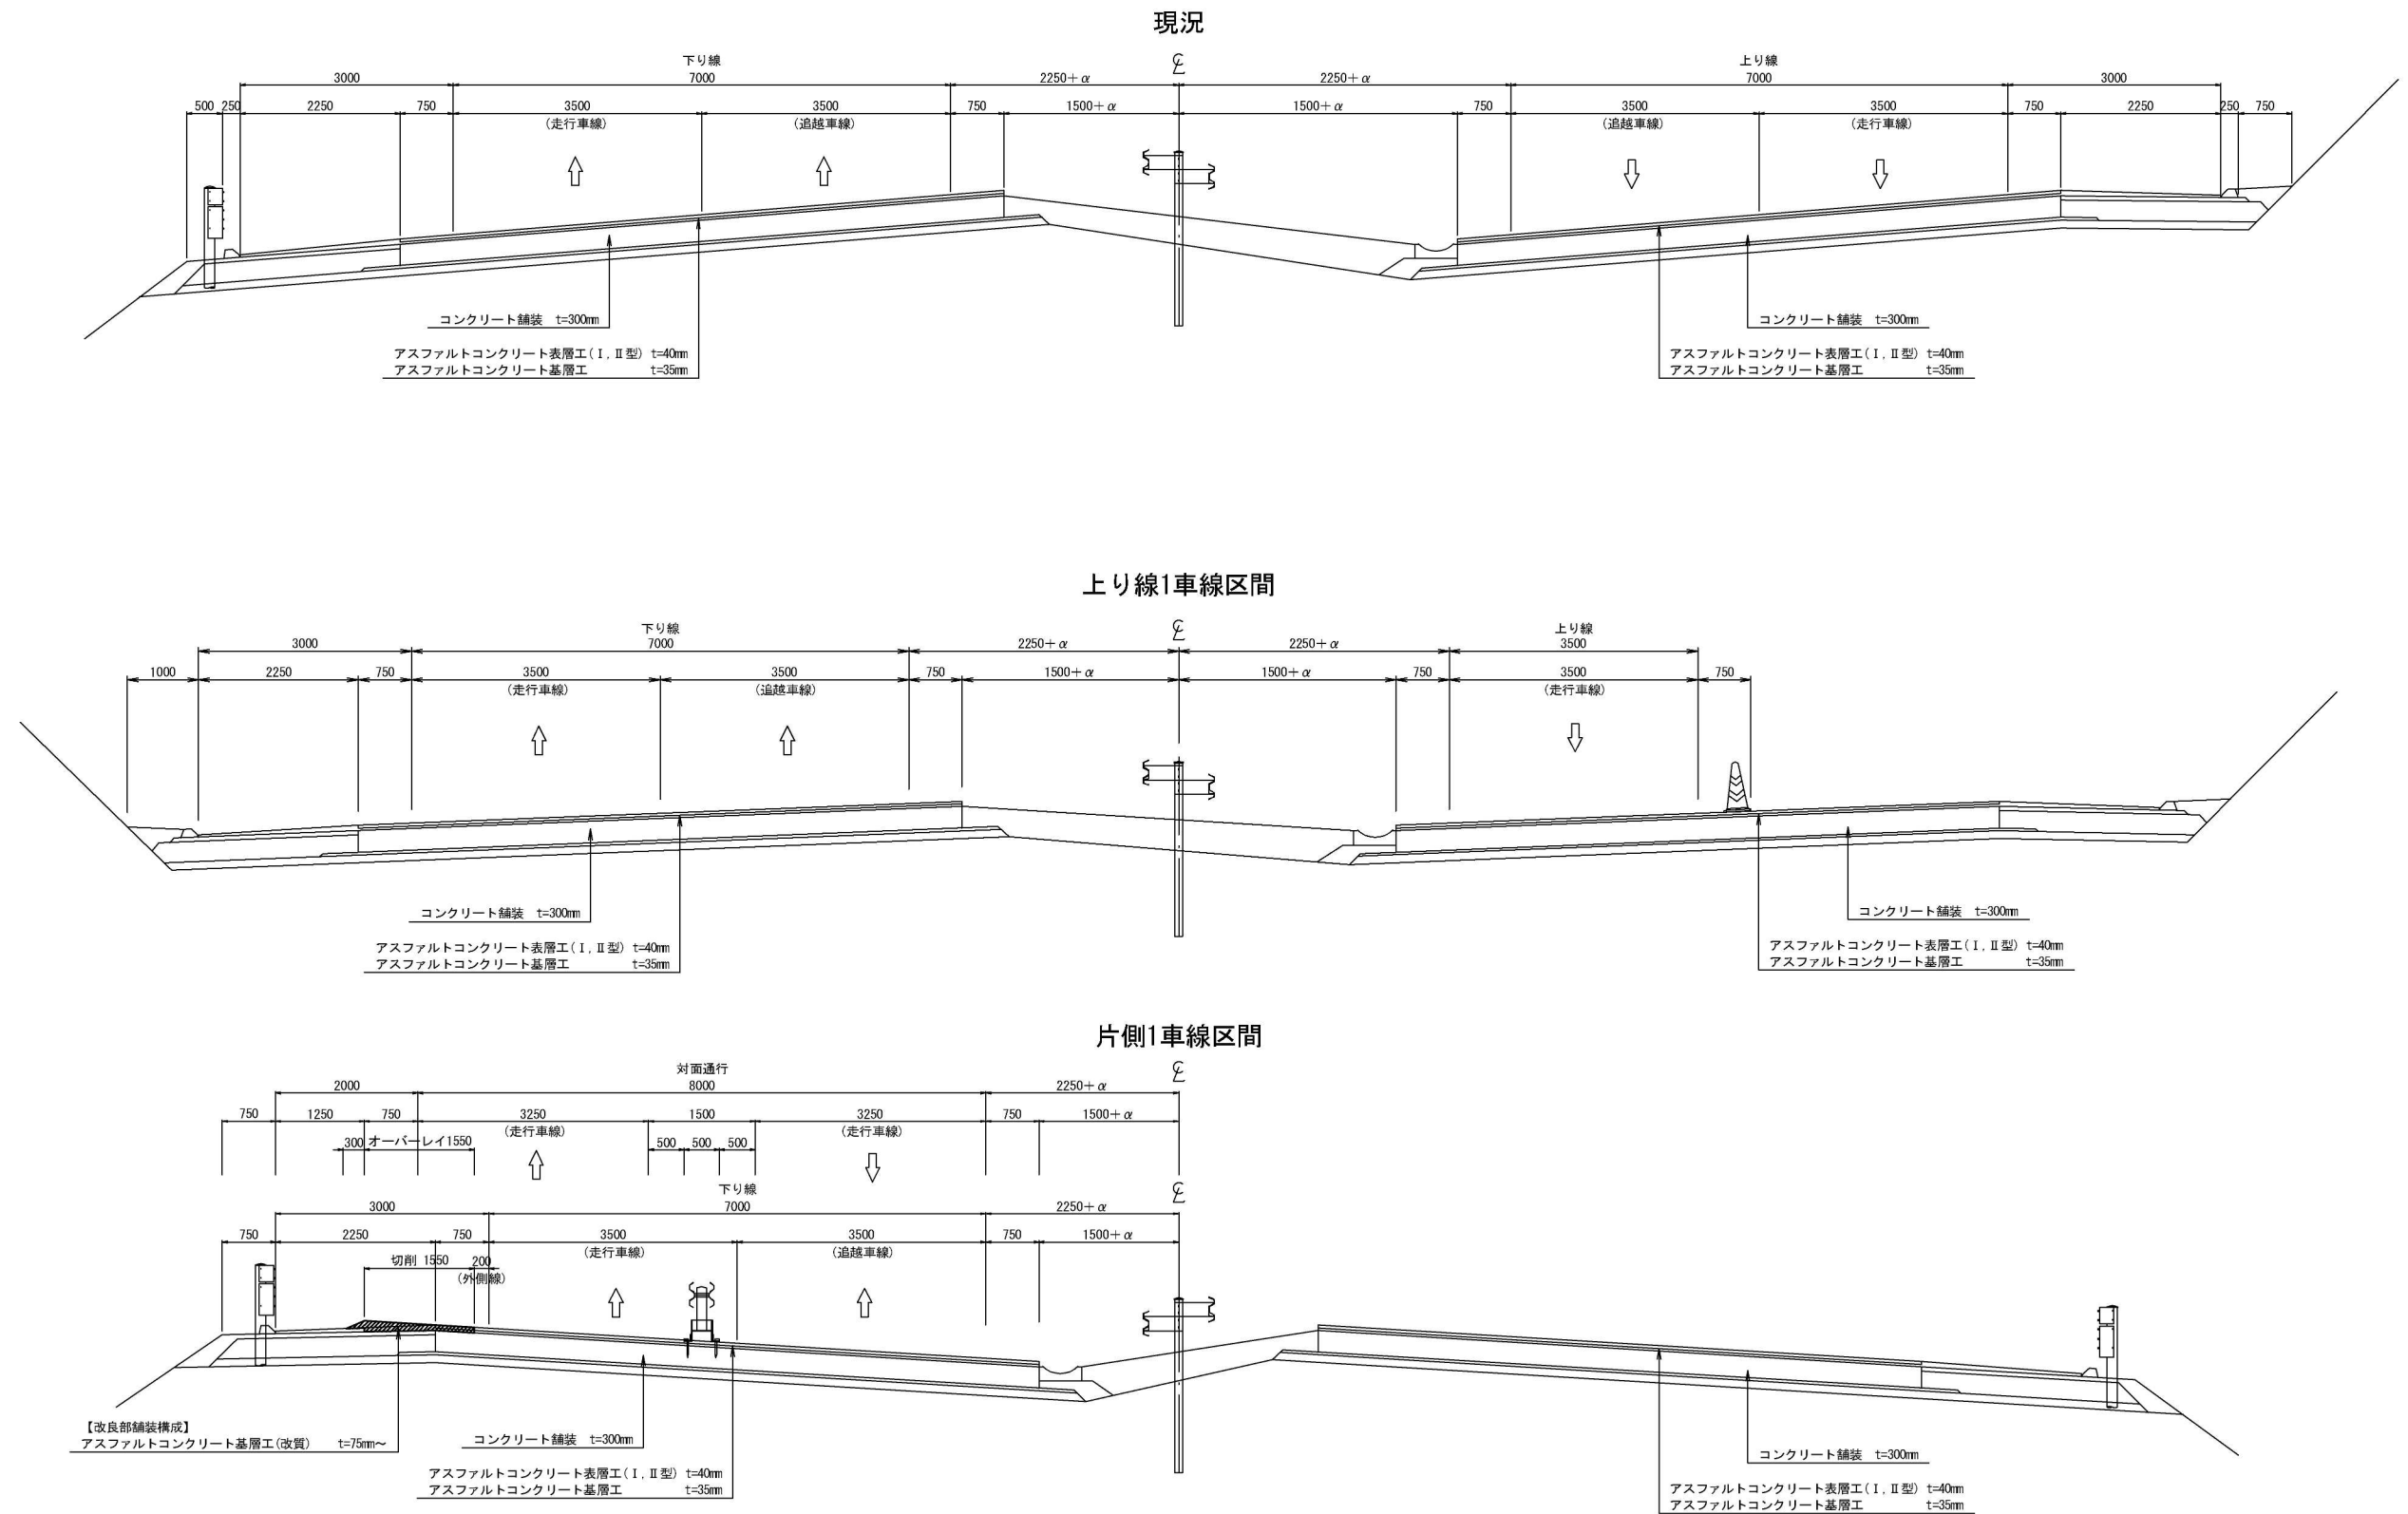 現況
下り線
上り線
3000 7000 2250+α 2250+α 7000 3000
500 250 2250 750 3500 3500 750 1500+α 1500+α 750 3500 3500 750 2250 250 750
(走行車線) (追越車線) (追越車線) (走行車線)
コンクリート舗装 t=300mm
アスファルトコンクリート表層工(Ⅰ,Ⅱ型) t=40mm
アスファルトコンクリート基層工 t=35mm
コンクリート舗装 t=300mm
アスファルトコンクリート表層工(Ⅰ,Ⅱ型) t=40mm
アスファルトコンクリート基層工 t=35mm
上り線1車線区間
下り線
上り線
3000 7000 2250+α 2250+α 3500
1000 2250 750 3500 3500 750 1500+α 1500+α 750 3500 750
(走行車線) (追越車線) (走行車線)
コンクリート舗装 t=300mm
アスファルトコンクリート表層工(Ⅰ,Ⅱ型) t=40mm
アスファルトコンクリート基層工 t=35mm
コンクリート舗装 t=300mm
アスファルトコンクリート表層工(Ⅰ,Ⅱ型) t=40mm
アスファルトコンクリート基層工 t=35mm
片側1車線区間
対面通行
2000 8000 2250+α
750 1250 750 3250 1500 3250 750 1500+α
(走行車線) (走行車線)
300 オーバーレイ1550 500 500 500
下り線
3000 7000 2250+α
750 2250 750 3500 3500 750 1500+α
(走行車線) (追越車線)
切削 1550 200
(外側線)
【改良部舗装構成】
アスファルトコンクリート基層工(改質) t=75mm～
コンクリート舗装 t=300mm
アスファルトコンクリート表層工(Ⅰ,Ⅱ型) t=40mm
アスファルトコンクリート基層工 t=35mm
コンクリート舗装 t=300mm
アスファルトコンクリート表層工(Ⅰ,Ⅱ型) t=40mm
アスファルトコンクリート基層工 t=35mm